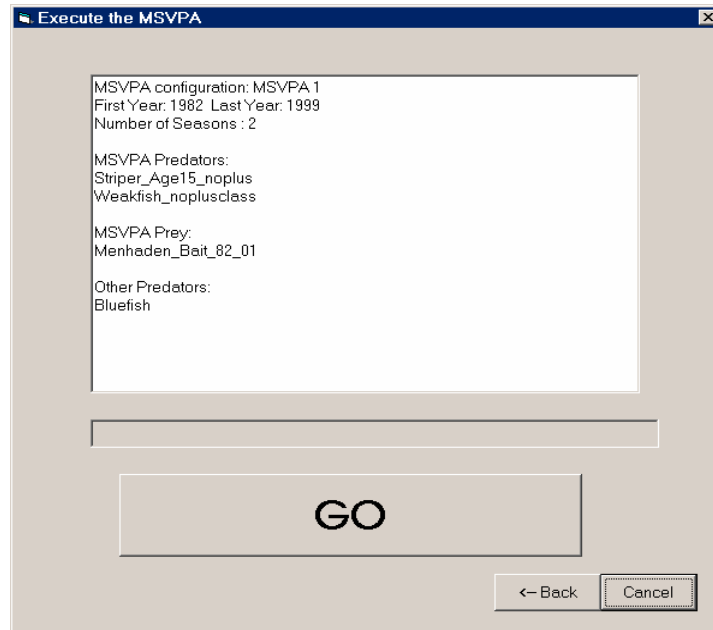 Execute the MSVPA
MSVPA configuration: MSVPA 1
First Year: 1982 Last Year: 1999
Number of Seasons : 2
MSVPA Predators:
Striper_Age15_noplus
Weakfish_noplusclass
MSVPA Prey:
Menhaden_Bait_82_01
Other Predators:
Bluefish
GO
<-- Back
Cancel